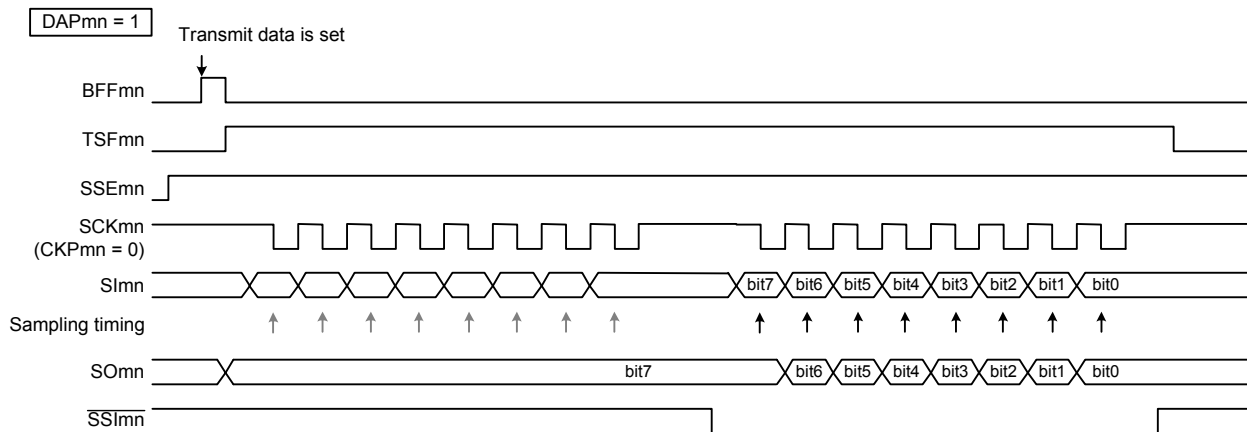 DAPmn = 1
Transmit data is set
BFFmn
TSFmn
SSEmn
SCKmn
(CKPmn = 0)
SImn
bit7 bit6 bit5 bit4 bit3 bit2 bit1 bit0
Sampling timing
SOmn
bit7 bit6 bit5 bit4 bit3 bit2 bit1 bit0
SSImn